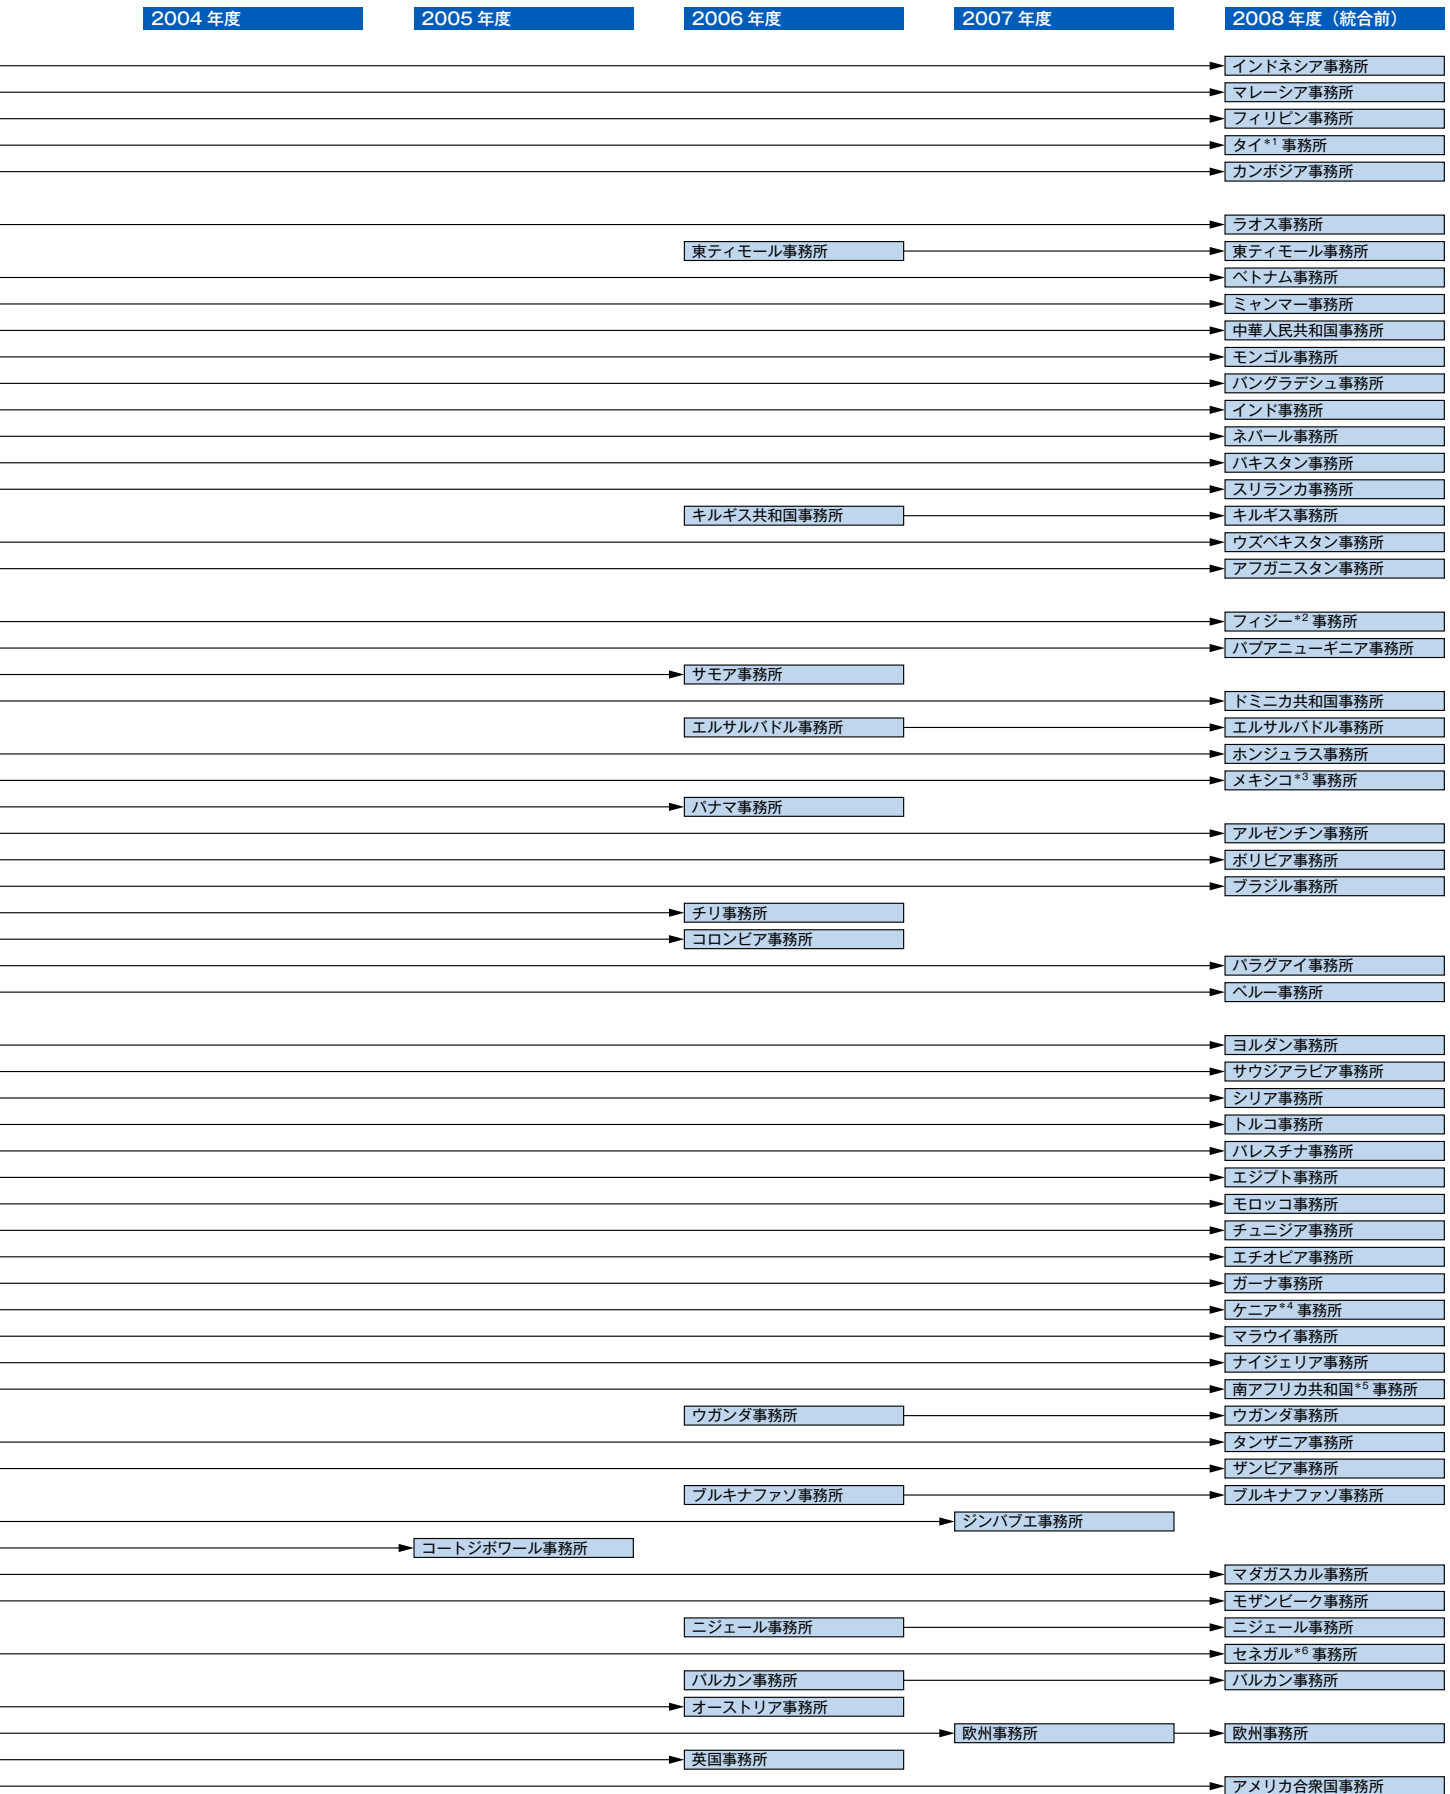 2004 年度 2005 年度 2006 年度 2007 年度 2008 年度（統合前）
インドネシア事務所
マレーシア事務所
フィリピン事務所
タイ*1 事務所
カンボジア事務所
ラオス事務所
東ティモール事務所 東ティモール事務所
ベトナム事務所
ミャンマー事務所
中華人民共和国事務所
モンゴル事務所
バングラデシュ事務所
インド事務所
ネパール事務所
パキスタン事務所
スリランカ事務所
キルギス共和国事務所 キルギス事務所
ウズベキスタン事務所
アフガニスタン事務所
フィジー*2 事務所
パプアニューギニア事務所
サモア事務所
ドミニカ共和国事務所
エルサルバドル事務所 エルサルバドル事務所
ホンジュラス事務所
メキシコ*3 事務所
パナマ事務所
アルゼンチン事務所
ボリビア事務所
ブラジル事務所
チリ事務所
コロンビア事務所
パラグアイ事務所
ペルー事務所
ヨルダン事務所
サウジアラビア事務所
シリア事務所
トルコ事務所
パレスチナ事務所
エジプト事務所
モロッコ事務所
チュニジア事務所
エチオピア事務所
ガーナ事務所
ケニア*4 事務所
マラウイ事務所
ナイジェリア事務所
南アフリカ共和国*5 事務所
ウガンダ事務所 ウガンダ事務所
タンザニア事務所
ザンビア事務所
ブルキナファソ事務所 ブルキナファソ事務所
ジンバブエ事務所
コートジボワール事務所
マダガスカル事務所
モザンビーク事務所
ニジェール事務所 ニジェール事務所
セネガル*6 事務所
バルカン事務所 バルカン事務所
オーストリア事務所
欧州事務所 欧州事務所
英国事務所
アメリカ合衆国事務所